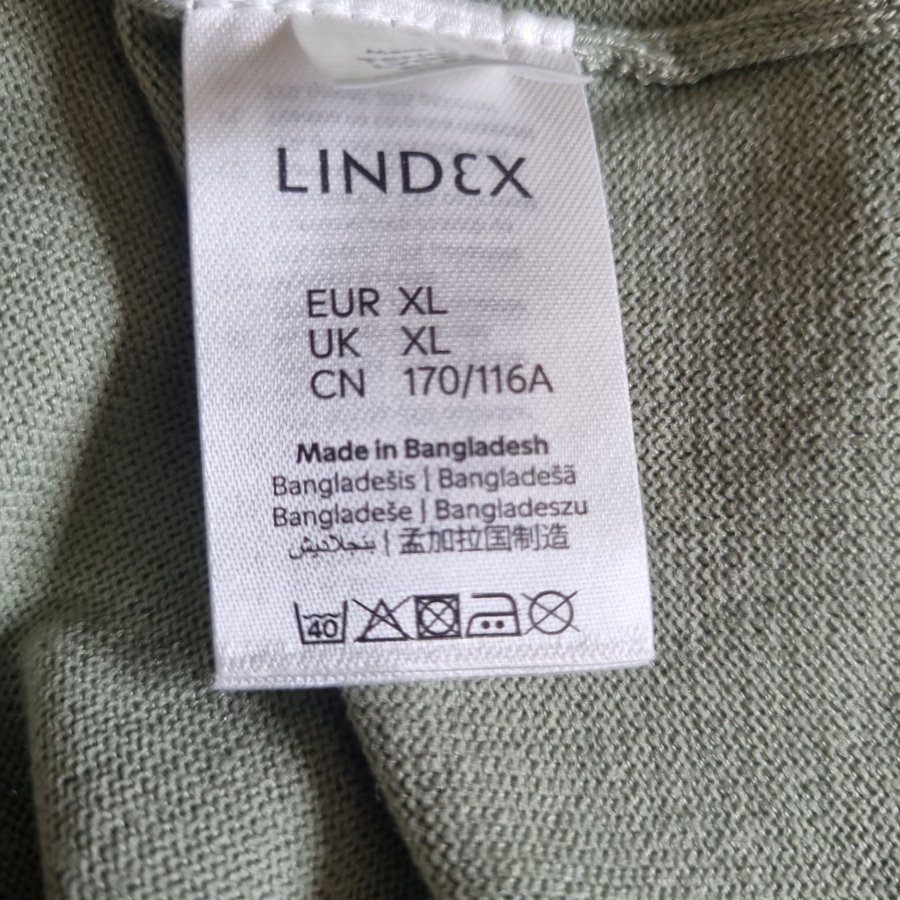 LINDEX
EUR XL
UK XL
CN 170/116A
Made in Bangladesh
Bangladešis | Bangladešā
Bangladeše | Bangladeszu
بنجلاديش | 孟加拉国制造
40